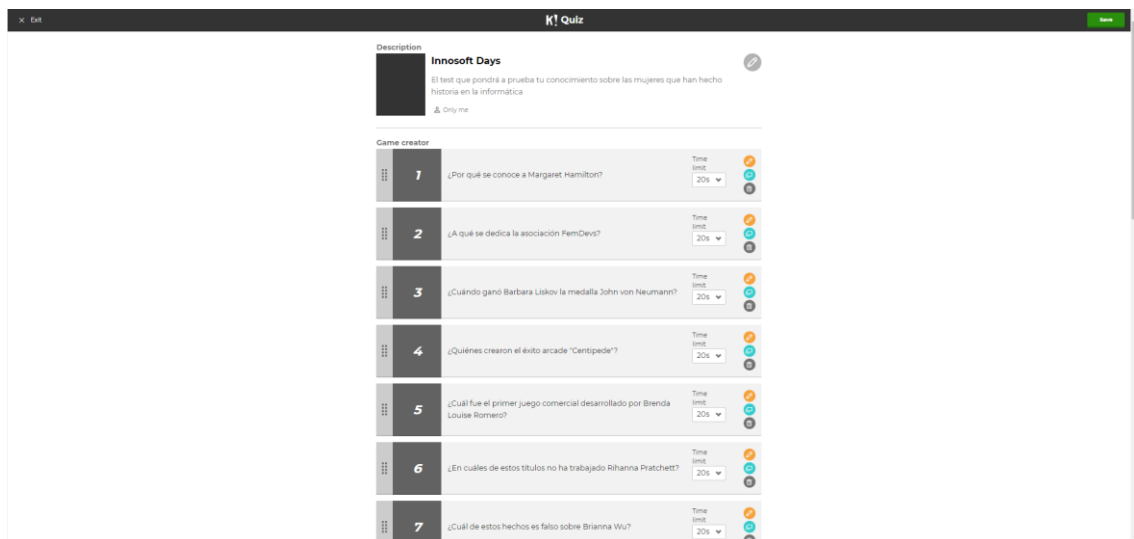 × Exit
K! Quiz
Save
Description
Innosoft Days
El test que pondrá a prueba tu conocimiento sobre las mujeres que han hecho
historia en la informática
Only me
Game creator
1
¿Por qué se conoce a Margaret Hamilton?
Time
limit
20s
2
¿A qué se dedica la asociación FemDevs?
Time
limit
20s
3
¿Cuándo ganó Barbara Liskov la medalla John von Neumann?
Time
limit
20s
4
¿Quiénes crearon el éxito arcade "Centipede"?
Time
limit
20s
5
¿Cuál fue el primer juego comercial desarrollado por Brenda
Louise Romero?
Time
limit
20s
6
¿En cuáles de estos títulos no ha trabajado Rihanna Pratchett?
Time
limit
20s
7
¿Cuál de estos hechos es falso sobre Brianna Wu?
Time
limit
20s